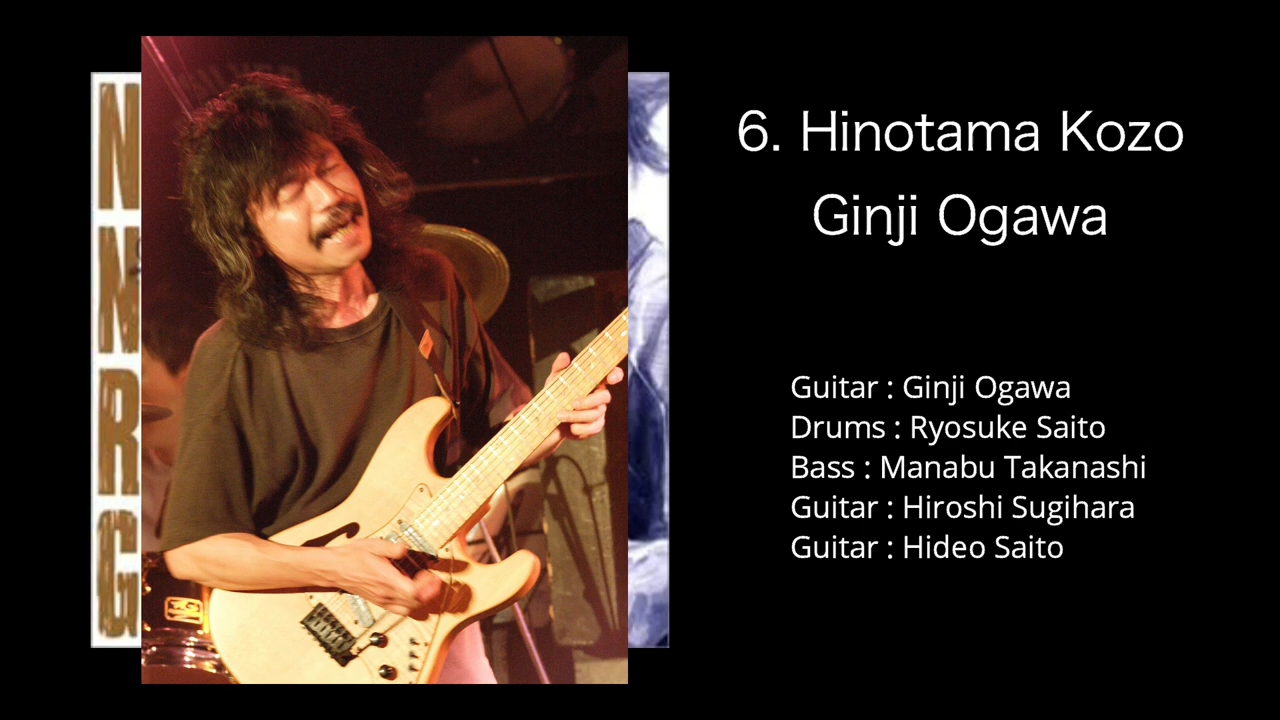 N
N
R
G
6. Hinotama Kozo
Ginji Ogawa
Guitar : Ginji Ogawa
Drums : Ryosuke Saito
Bass : Manabu Takanashi
Guitar : Hiroshi Sugihara
Guitar : Hideo Saito